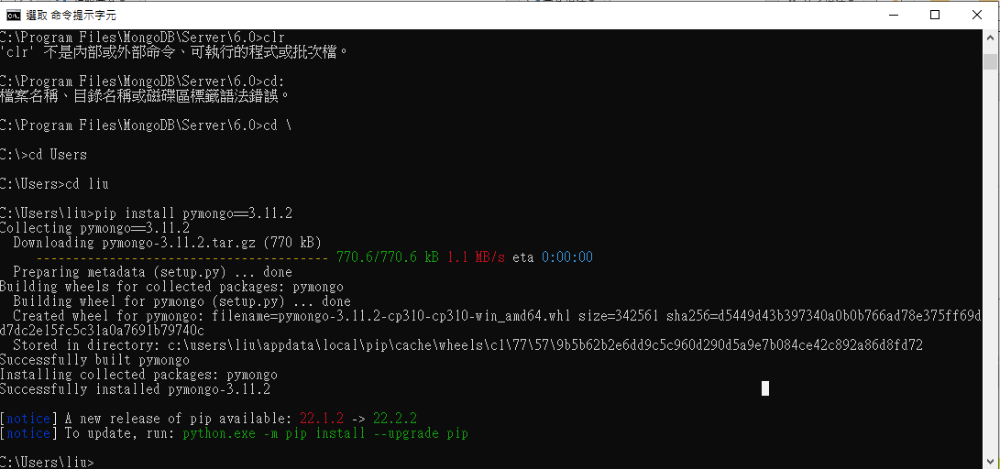 選取 命令提示字元
C:\Program Files\MongoDB\Server\6.0>clr
'clr' 不是內部或外部命令、可執行的程式或批次檔。
C:\Program Files\MongoDB\Server\6.0>cd:
檔案名稱、目錄名稱或磁碟區標籤語法錯誤。
C:\Program Files\MongoDB\Server\6.0>cd \
C:\>cd Users
C:\Users>cd liu
C:\Users\liu>pip install pymongo==3.11.2
Collecting pymongo==3.11.2
Downloading pymongo-3.11.2.tar.gz (770 kB)
---------------------------------------- 770.6/770.6 kB 1.1 MB/s eta 0:00:00
Preparing metadata (setup.py) ... done
Building wheels for collected packages: pymongo
Building wheel for pymongo (setup.py) ... done
Created wheel for pymongo: filename=pymongo-3.11.2-cp310-cp310-win_amd64.whl size=342561 sha256=d5449d43b397340a0b0b766ad78e375ff69d
d7dc2e15fc5c31a0a7691b79740c
Stored in directory: c:\users\liu\appdata\local\pip\cache\wheels\c1\77\57\9b5b62b2e6dd9c5c960d290d5a9e7b084ce42c892a86d8fd72
Successfully built pymongo
Installing collected packages: pymongo
Successfully installed pymongo-3.11.2
[notice] A new release of pip available: 22.1.2 -> 22.2.2
[notice] To update, run: python.exe -m pip install --upgrade pip
C:\Users\liu>